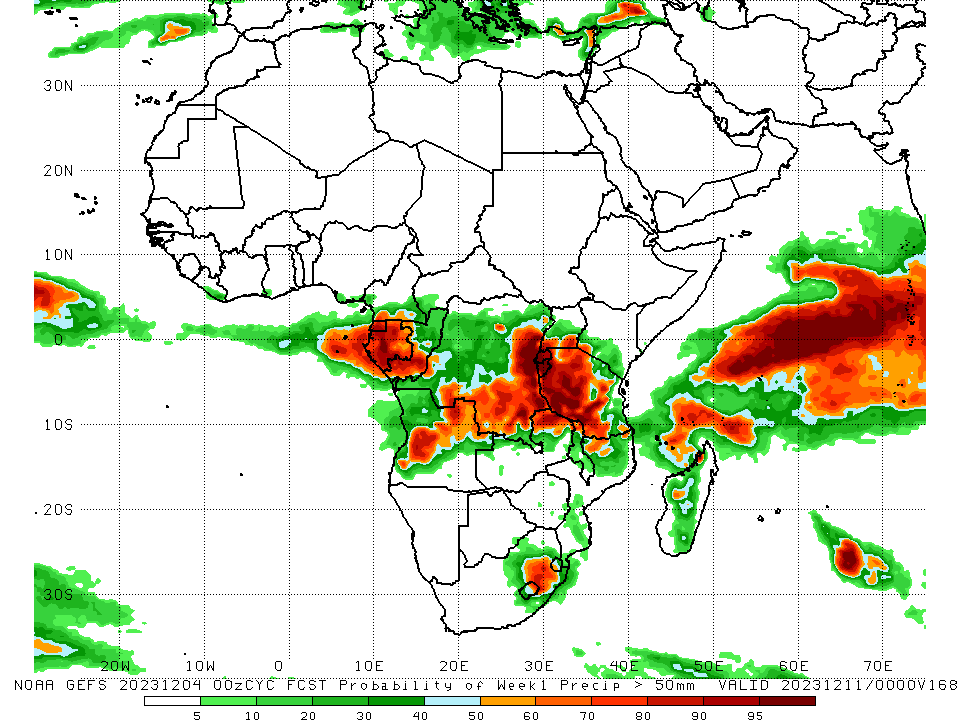 30N
20N
10N
0
10S
20S
30S
20W 10W 0 10E 20E 30E 40E 50E 60E 70E
NOAA GEFS 20231204 00zCYC FCST Probability of Week1 Precip > 50mm VALID 20231211/0000V168
5 10 20 30 40 50 60 70 80 90 95